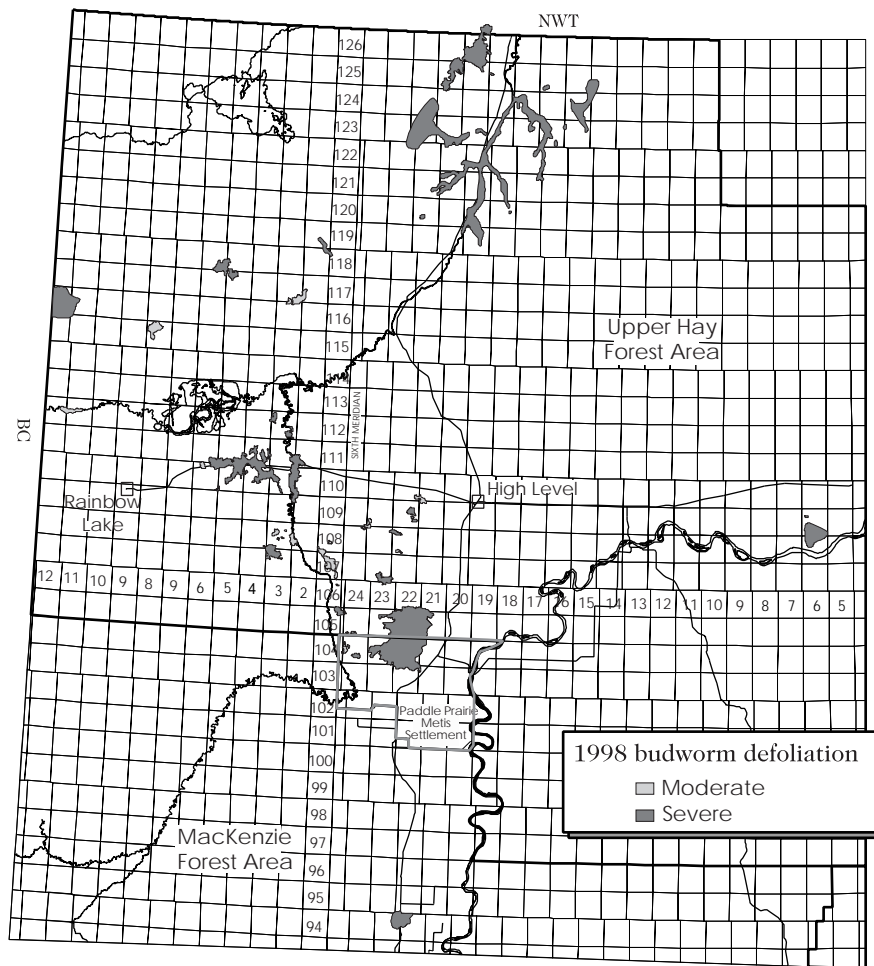 NWT
126
125
124
123
122
121
120
119
118
117
116
115
114
113
112
111
110
109
108
107
106
105
104
103
102
101
100
99
98
97
96
95
94
SIXTH MERIDIAN
BC
Upper Hay
Forest Area
High Level
Rainbow
Lake
12 11 10 9 8 9 6 5 4 3 2 24 23 22 21 20 19 18 17 16 15 14 13 12 11 10 9 8 7 6 5
Paddle Prairie
Metis
Settlement
1998 budworm defoliation
Moderate
Severe
MacKenzie
Forest Area